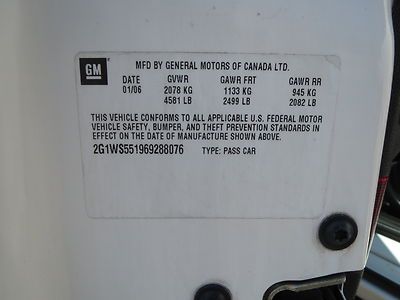 GM
MFD BY GENERAL MOTORS OF CANADA LTD.
DATE GVWR GAWR FRT GAWR RR
01/06 2078 KG 1133 KG 945 KG
4581 LB 2499 LB 2082 LB
THIS VEHICLE CONFORMS TO ALL APPLICABLE U.S. FEDERAL MOTOR
VEHICLE SAFETY, BUMPER, AND THEFT PREVENTION STANDARDS IN
EFFECT ON THE DATE OF MANUFACTURE SHOWN ABOVE.
2G1WS551969288076 TYPE: PASS CAR